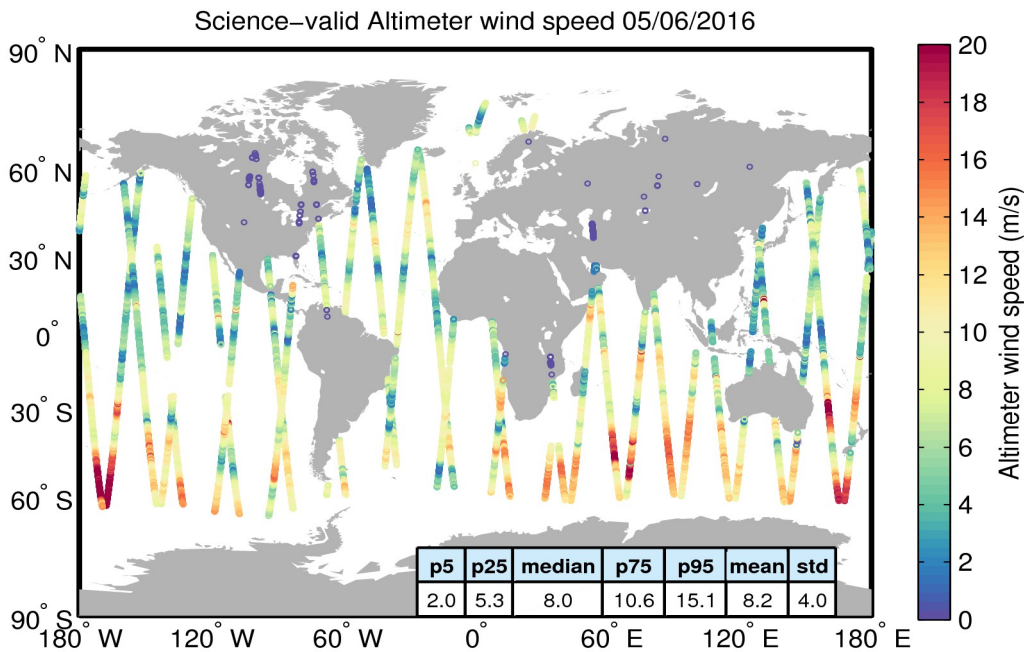 Science−valid Altimeter wind speed 05/06/2016
90° N
60° N
30° N
0°
30° S
60° S
90° S
180° W
120° W
60° W
0°
60° E
120° E
180° E
p5 p25 median p75 p95 mean std
2.0 5.3 8.0 10.6 15.1 8.2 4.0
20
18
16
14
12
10
8
6
4
2
0
Altimeter wind speed (m/s)